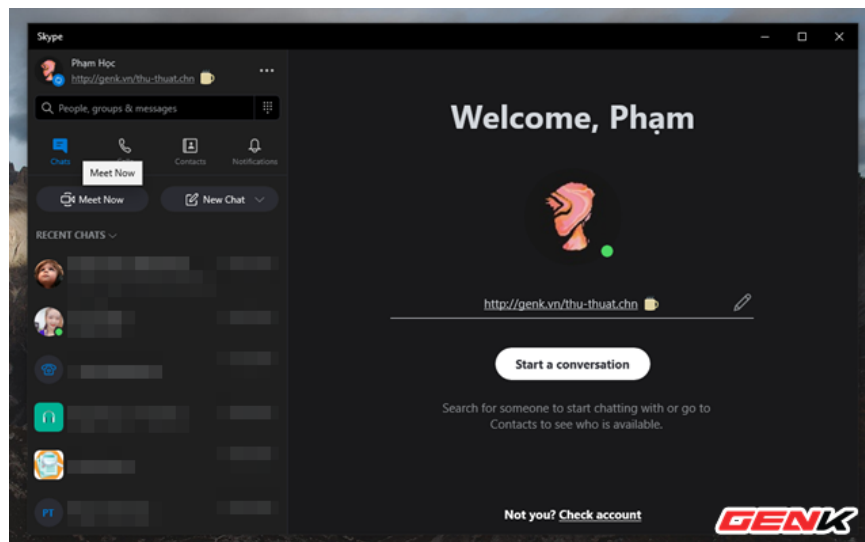 Skype
Phạm Học
http://genk.vn/thu-thuat.chn
People, groups & messages
Chats
Contacts
Notifications
Meet Now
Meet Now
New Chat
RECENT CHATS
PT
Welcome, Phạm
http://genk.vn/thu-thuat.chn
Start a conversation
Search for someone to start chatting with or go to
Contacts to see who is available.
Not you? Check account
GENK